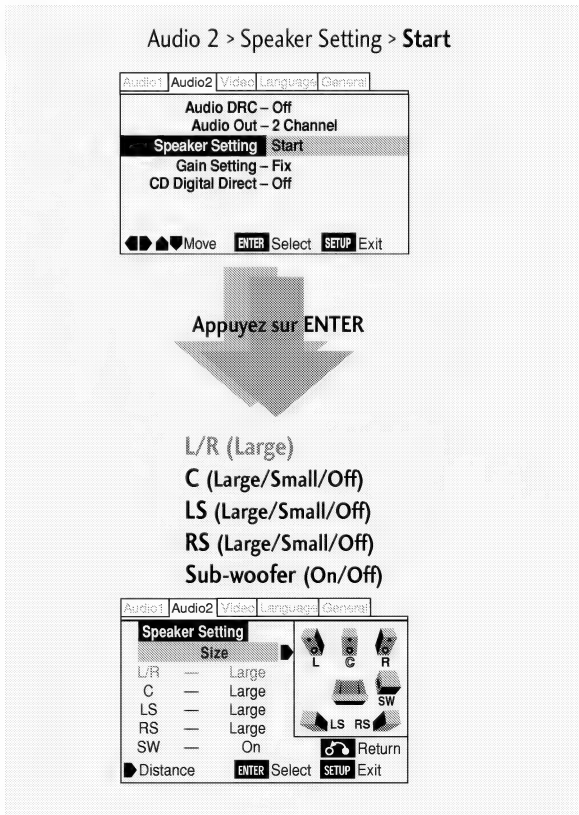 Audio 2 > Speaker Setting > Start
Audio1 Audio2 Video Language General
Audio DRC – Off
Audio Out – 2 Channel
Speaker Setting Start
Gain Setting – Fix
CD Digital Direct – Off
Move ENTER Select SETUP Exit
Appuyez sur ENTER
L/R (Large)
C (Large/Small/Off)
LS (Large/Small/Off)
RS (Large/Small/Off)
Sub-woofer (On/Off)
Audio1 Audio2 Video Language General
Speaker Setting
Size
L/R — Large
C — Large
LS — Large
RS — Large
SW — On
L C R
SW
LS RS
Return
Distance ENTER Select SETUP Exit